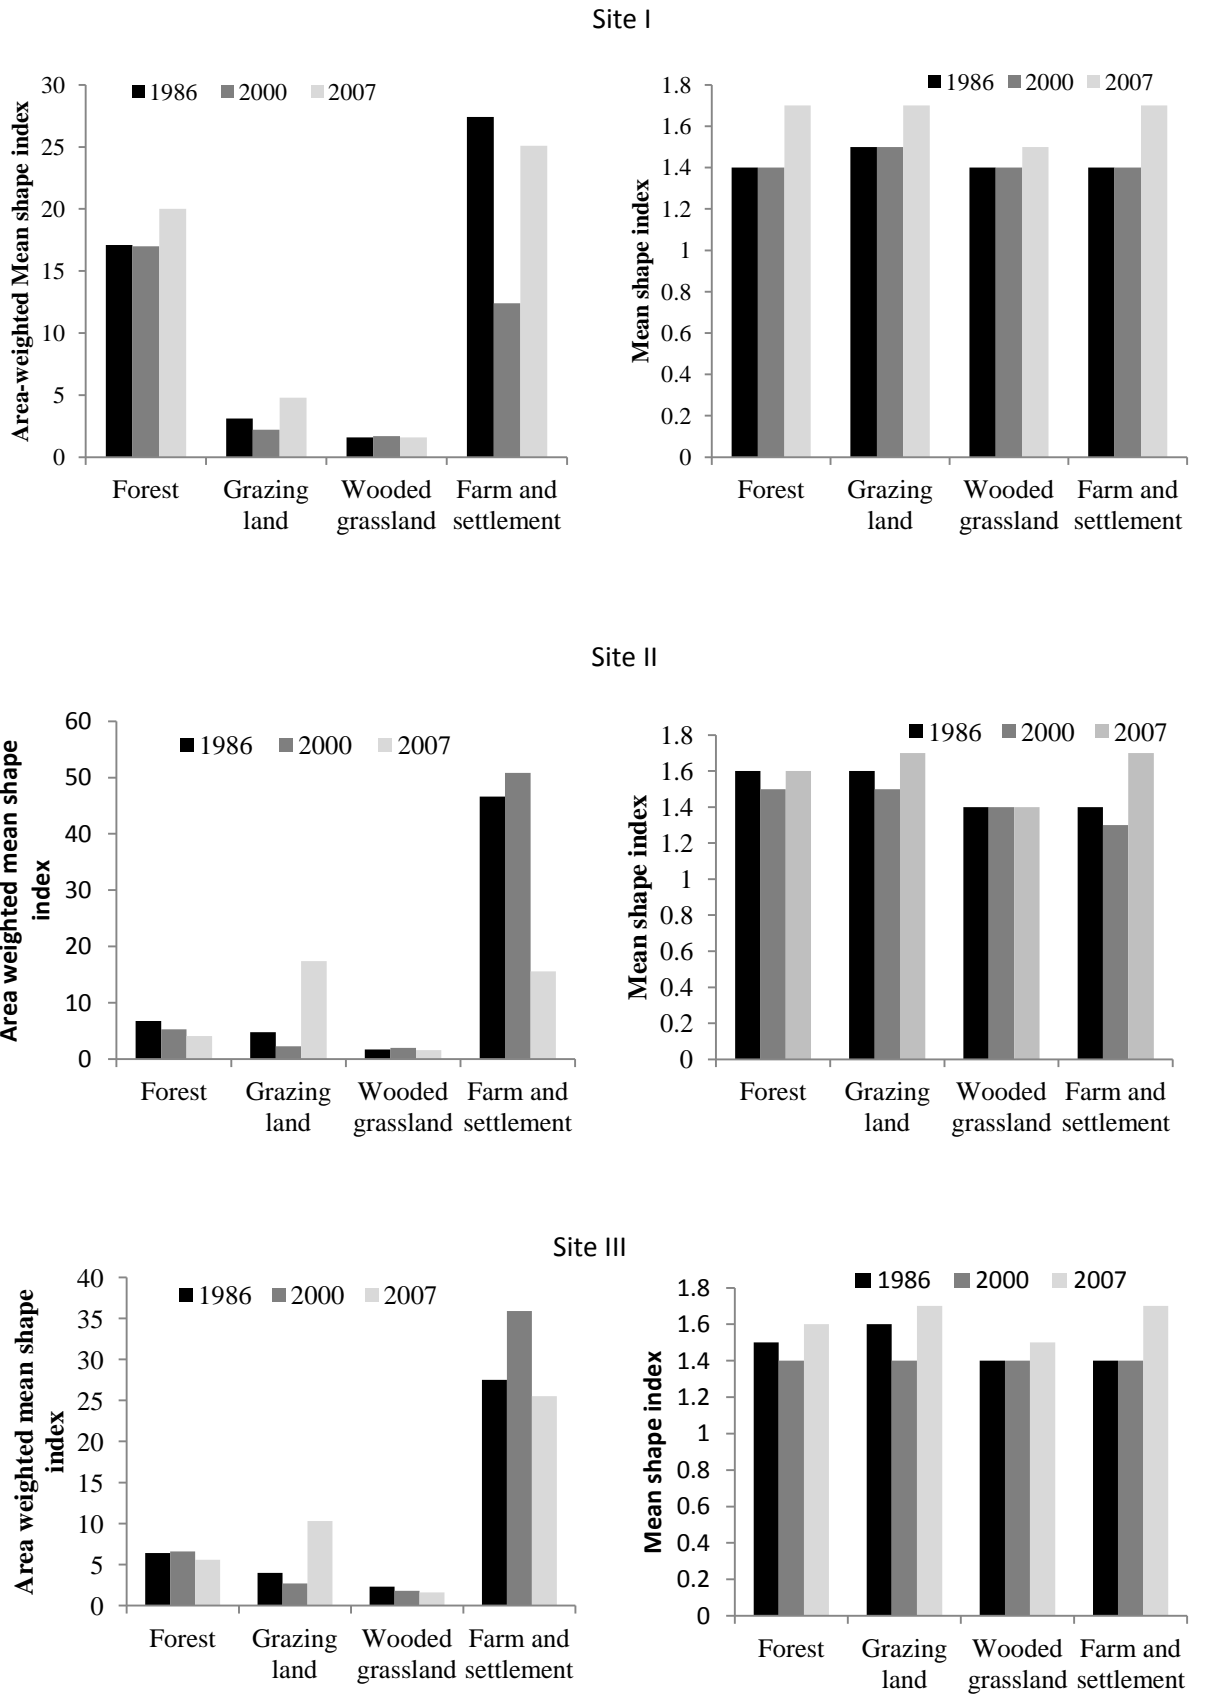 Site I
Area-weighted Mean shape index
1986 2000 2007
30
25
20
15
10
5
0
Forest Grazing Wooded Farm and
land grassland settlement
Mean shape index
1986 2000 2007
1.8
1.6
1.4
1.2
1
0.8
0.6
0.4
0.2
0
Forest Grazing Wooded Farm and
land grassland settlement
Site II
Area weighted mean shape
index
1986 2000 2007
60
50
40
30
20
10
0
Forest Grazing Wooded Farm and
land grassland settlement
Mean shape index
1986 2000 2007
1.8
1.6
1.4
1.2
1
0.8
0.6
0.4
0.2
0
Forest Grazing Wooded Farm and
land grassland settlement
Site III
Area weighted mean shape
index
1986 2000 2007
40
35
30
25
20
15
10
5
0
Forest Grazing Wooded Farm and
land grassland settlement
Mean shape index
1986 2000 2007
1.8
1.6
1.4
1.2
1
0.8
0.6
0.4
0.2
0
Forest Grazing Wooded Farm and
land grassland settlement